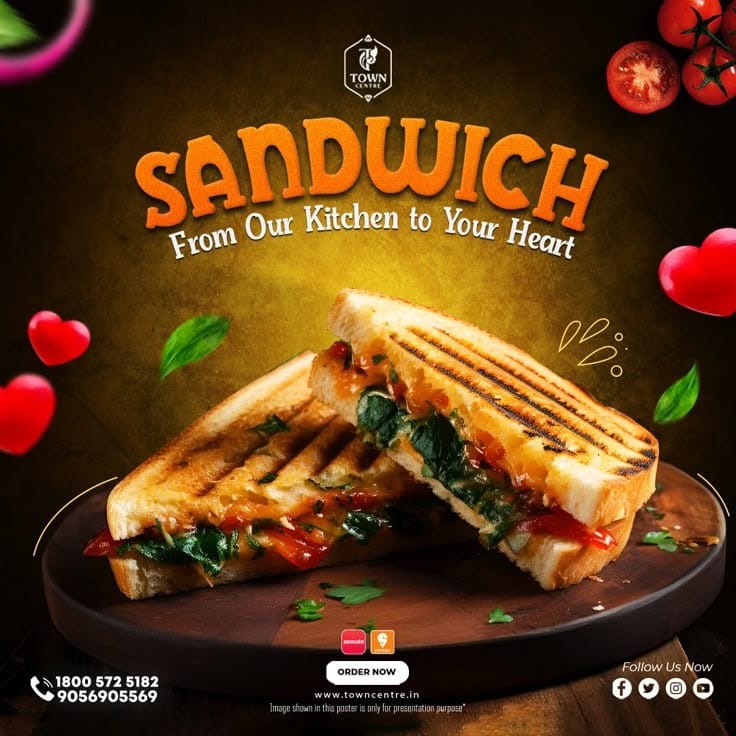 TOWN
CENTRE
SANDWICH
From Our Kitchen to Your Heart
zomato
ORDER NOW
www.towncentre.in
Image shown in this poster is only for presentation purpose*
1800 572 5182
9056905569
Follow Us Now